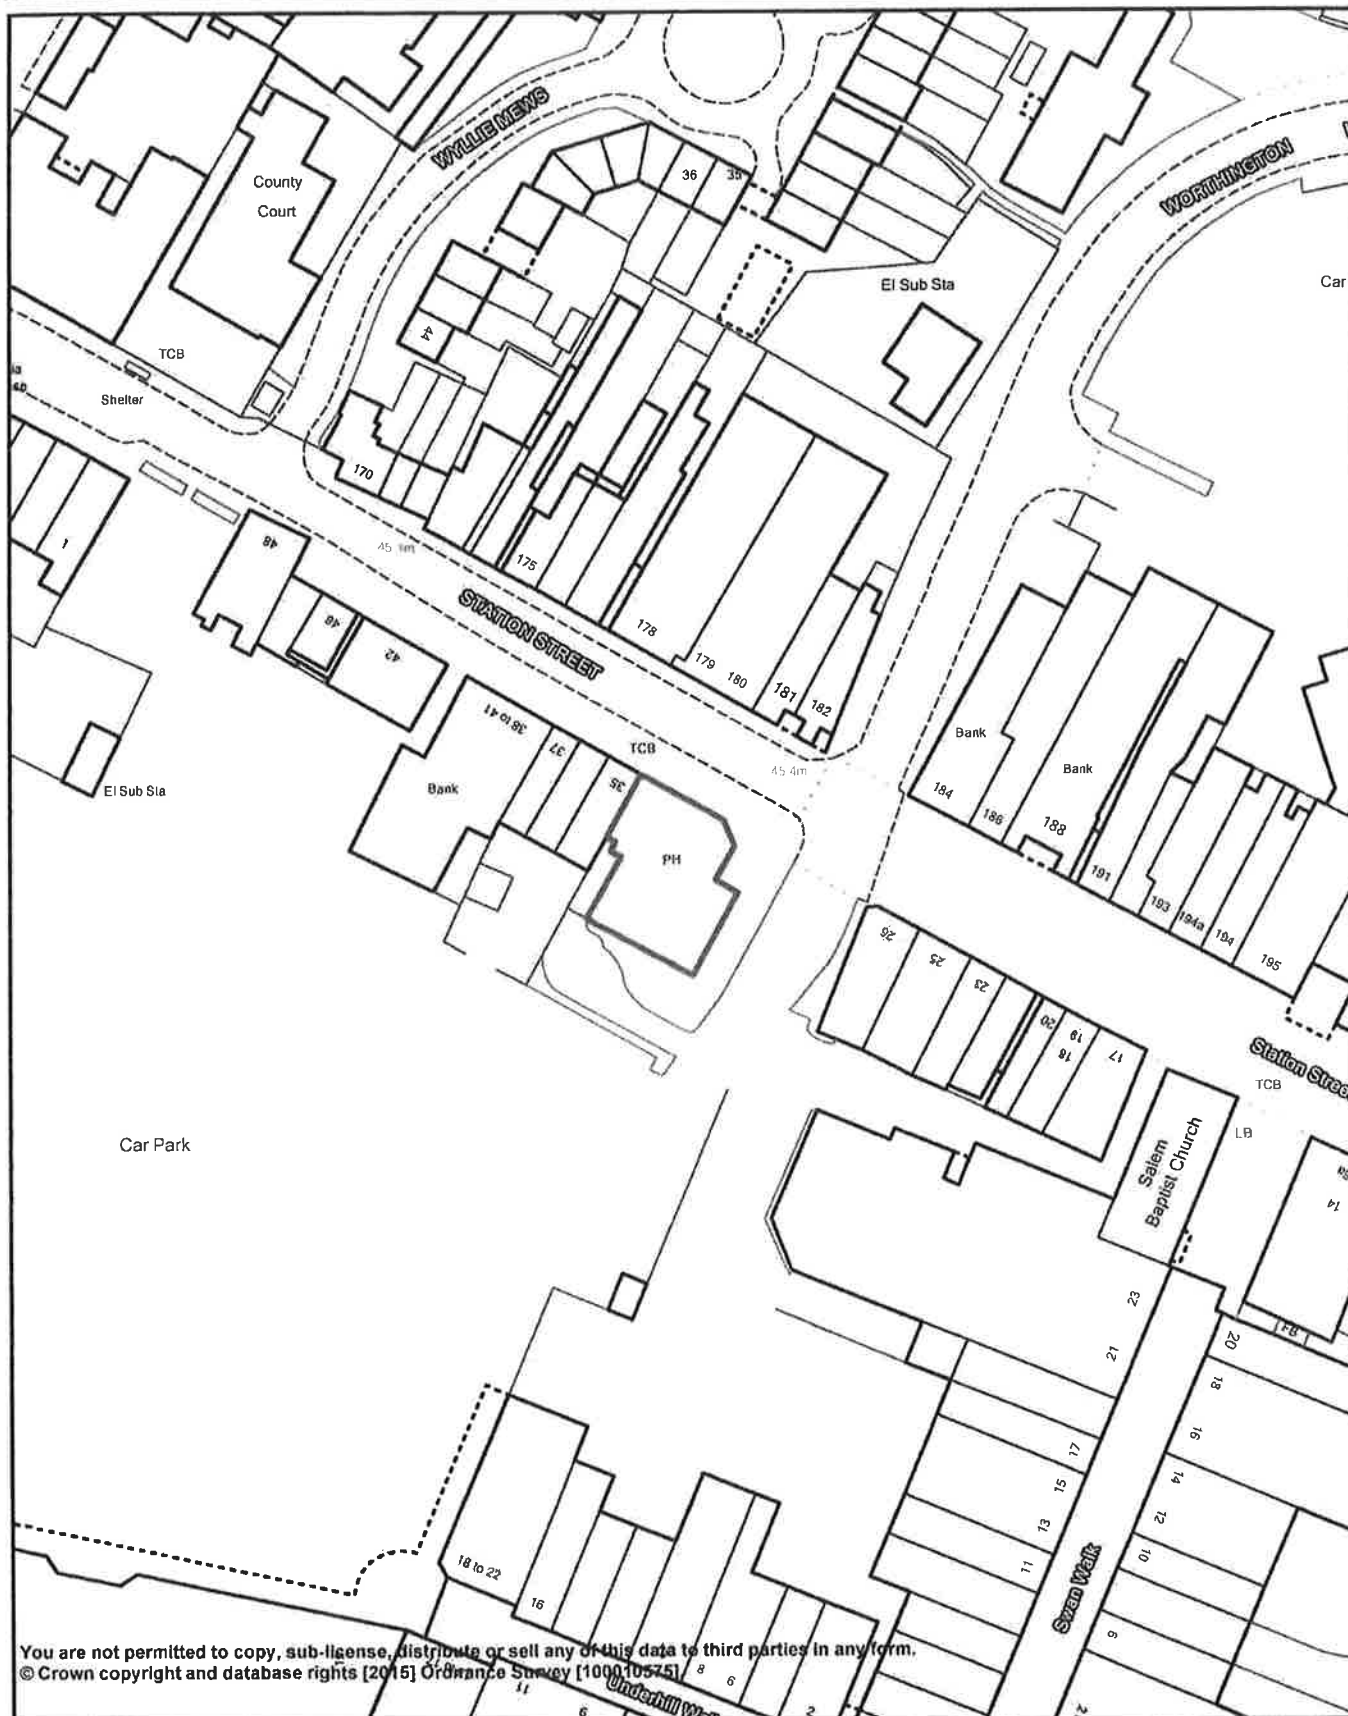 WYLLIE MEWS
WORTHINGTON
County
Court
36
35
El Sub Sta
Car
TCB
Shelter
44
170
1
48
46
42
175
STATION STREET
178
179
180
181
182
38 to 41
37
35
TCB
45.4m
Bank
PH
El Sub Sta
Bank
Bank
184
186
188
191
193
194a
194
195
26
25
23
20
19
18
17
Station Stree
TCB
LB
Salem
Baptist Church
14
Car Park
23
21
17
15
13
11
20
18
16
14
12
10
Swan Walk
18 to 22
16
8
6
2
11
Underhill Wal
You are not permitted to copy, sub-license, distribute or sell any of this data to third parties in any form.
© Crown copyright and database rights [2015] Ordnance Survey [100010575]